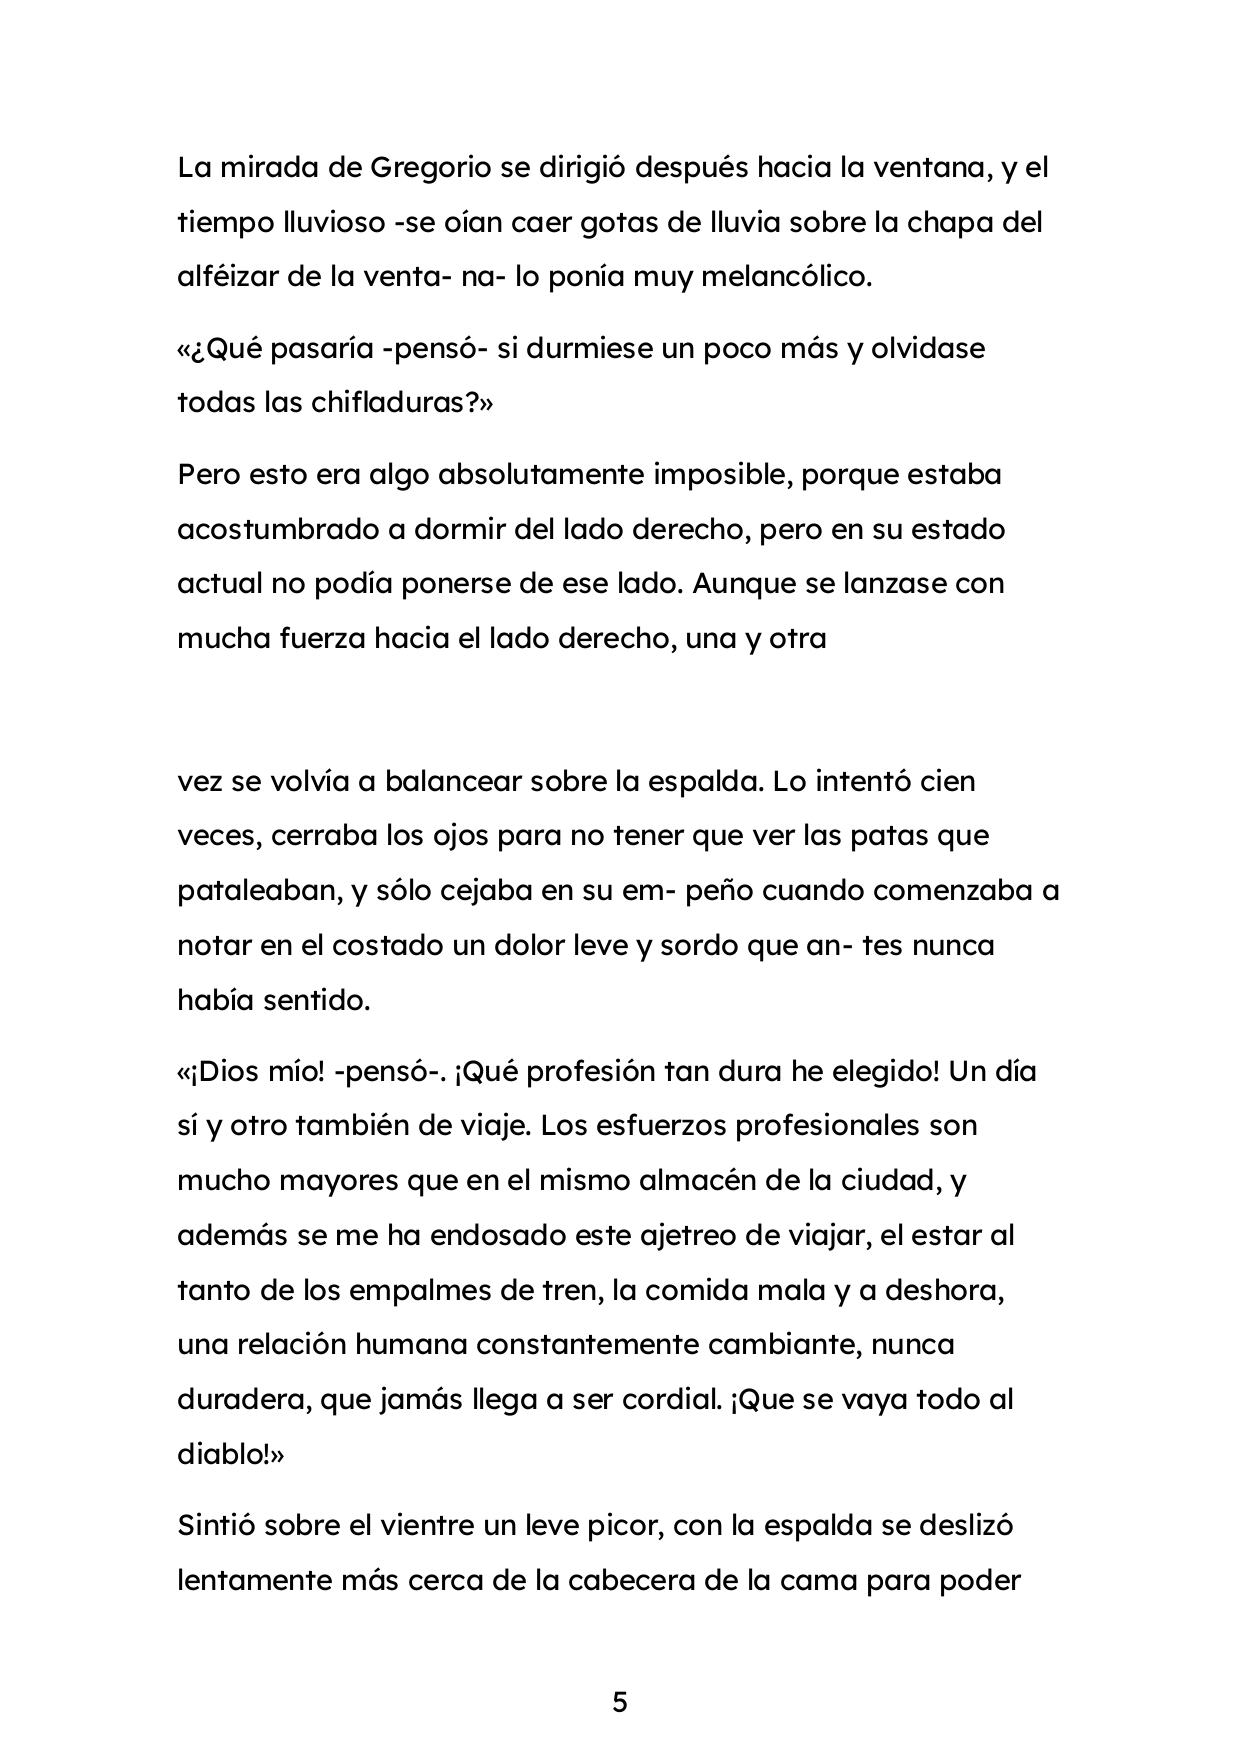 La mirada de Gregorio se dirigió después hacia la ventana, y el
tiempo lluvioso -se oían caer gotas de lluvia sobre la chapa del
alféizar de la venta- na- lo ponía muy melancólico.
«¿Qué pasaría -pensó- si durmiese un poco más y olvidase
todas las chifladuras?»
Pero esto era algo absolutamente imposible, porque estaba
acostumbrado a dormir del lado derecho, pero en su estado
actual no podía ponerse de ese lado. Aunque se lanzase con
mucha fuerza hacia el lado derecho, una y otra
vez se volvía a balancear sobre la espalda. Lo intentó cien
veces, cerraba los ojos para no tener que ver las patas que
pataleaban, y sólo cejaba en su em- peño cuando comenzaba a
notar en el costado un dolor leve y sordo que an- tes nunca
había sentido.
«¡Dios mío! -pensó-. ¡Qué profesión tan dura he elegido! Un día
sí y otro también de viaje. Los esfuerzos profesionales son
mucho mayores que en el mismo almacén de la ciudad, y
además se me ha endosado este ajetreo de viajar, el estar al
tanto de los empalmes de tren, la comida mala y a deshora,
una relación humana constantemente cambiante, nunca
duradera, que jamás llega a ser cordial. ¡Que se vaya todo al
diablo!»
Sintió sobre el vientre un leve picor, con la espalda se deslizó
lentamente más cerca de la cabecera de la cama para poder
5